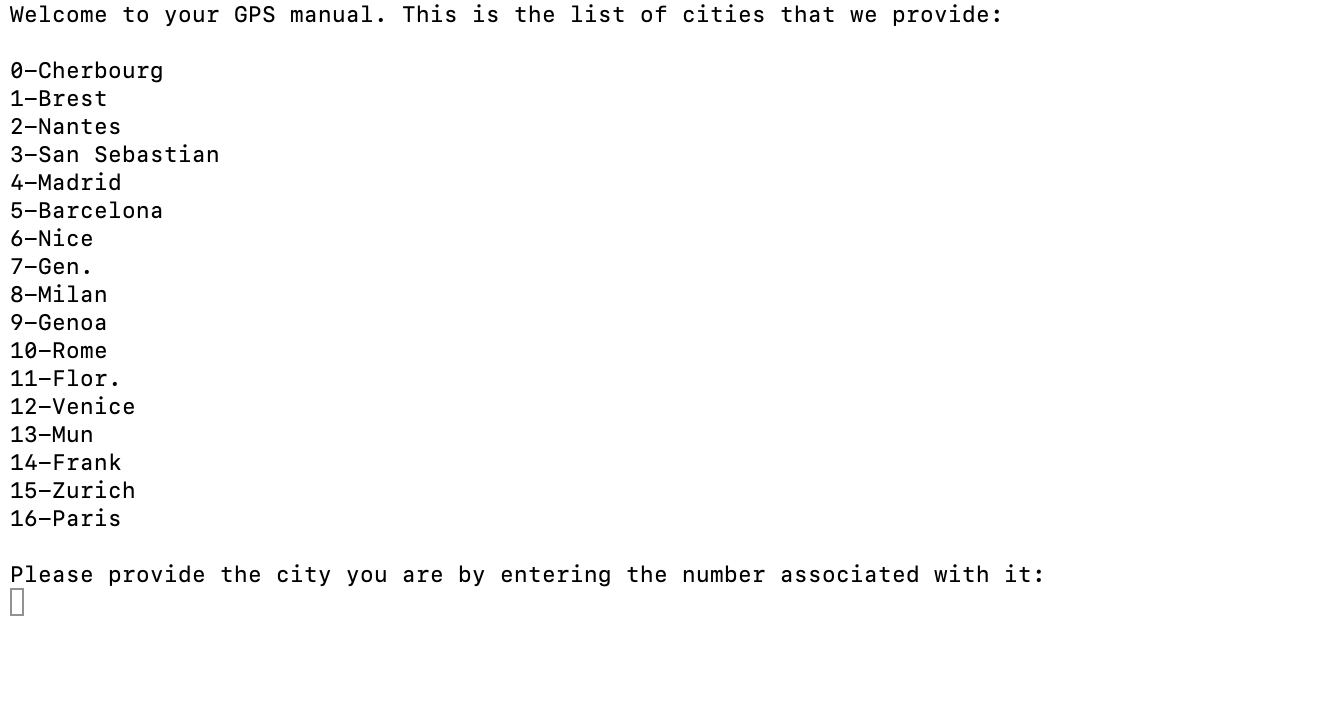 Welcome to your GPS manual. This is the list of cities that we provide:
0-Cherbourg
1-Brest
2-Nantes
3-San Sebastian
4-Madrid
5-Barcelona
6-Nice
7-Gen.
8-Milan
9-Genoa
10-Rome
11-Flor.
12-Venice
13-Mun
14-Frank
15-Zurich
16-Paris
Please provide the city you are by entering the number associated with it: